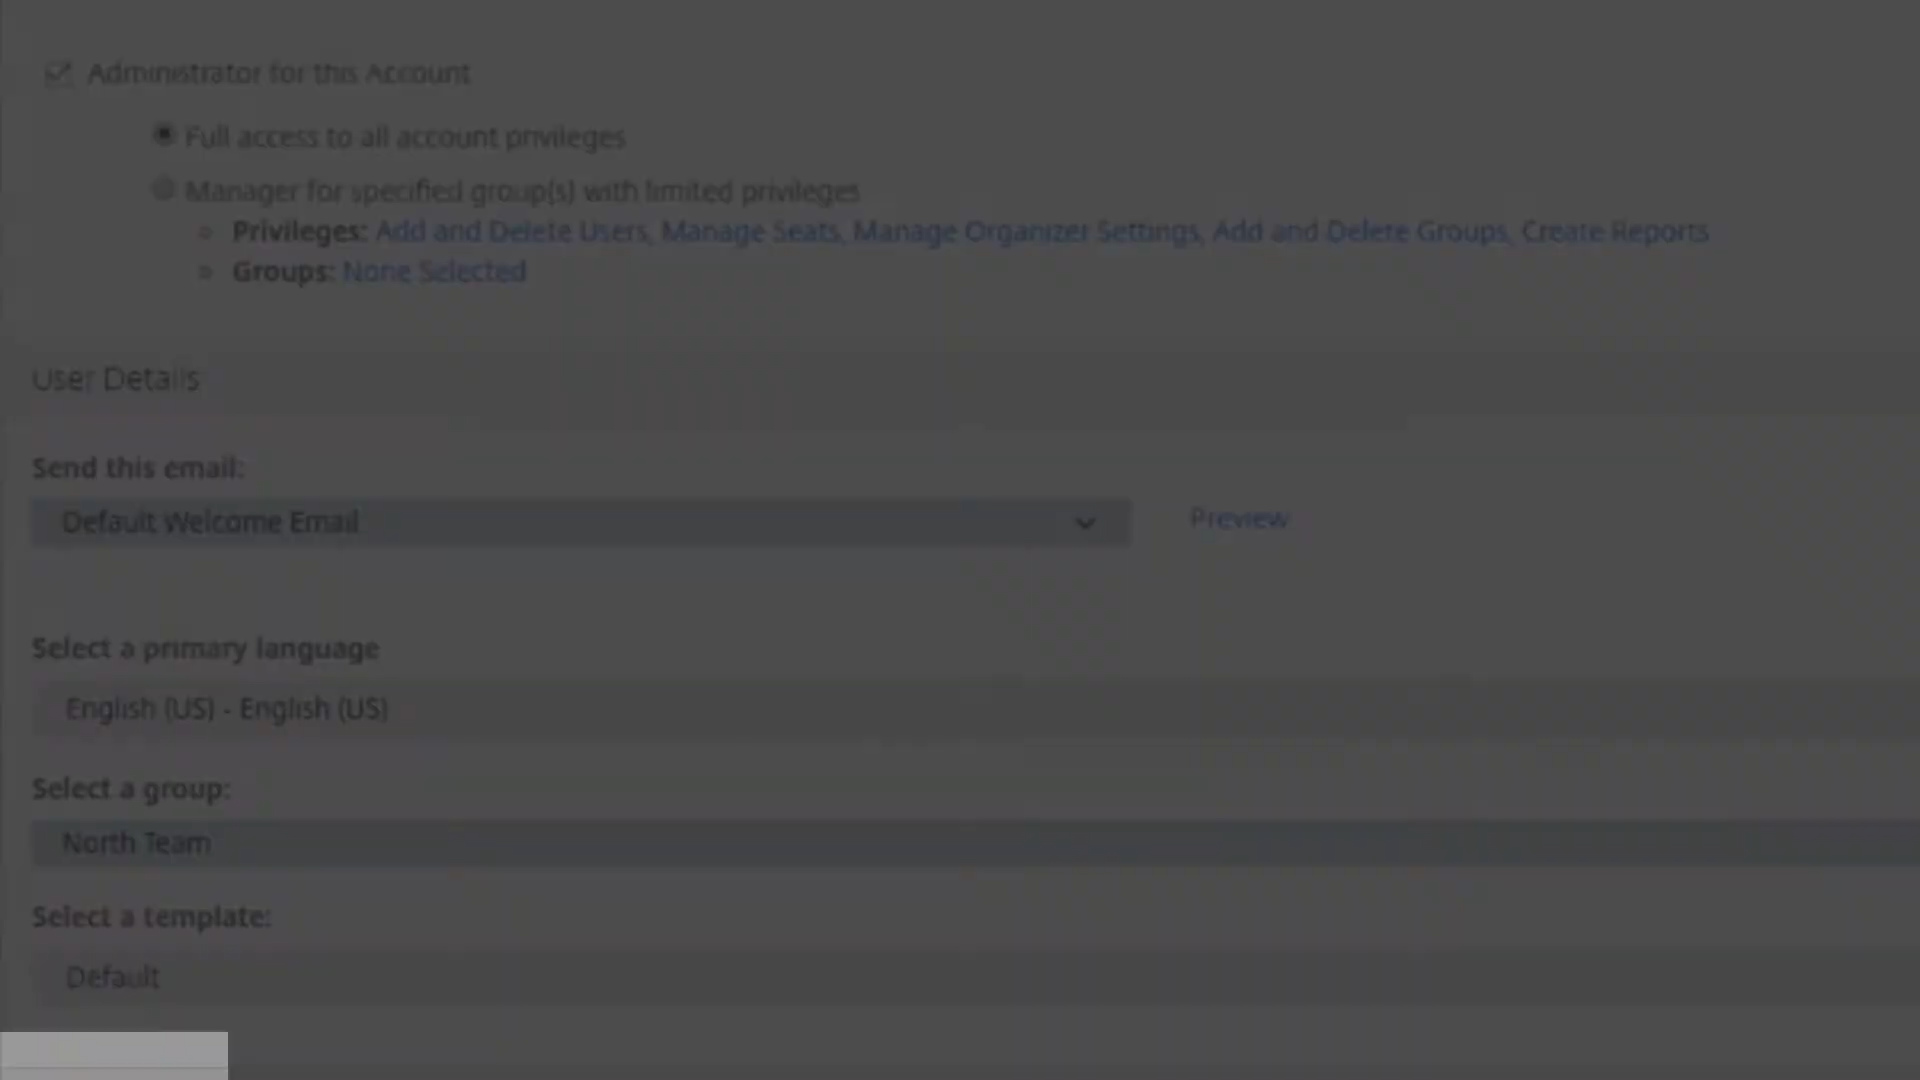 Administrator for this Account
Full access to all account privileges
Manager for specified group(s) with limited privileges
Privileges: Add and Delete Users, Manage Seats, Manage Organizer Settings, Add and Delete Groups, Create Reports
Groups: None Selected
User Details
Send this email:
Default Welcome Email
Preview
Select a primary language
English (US) - English (US)
Select a group:
North Team
Select a template:
Default